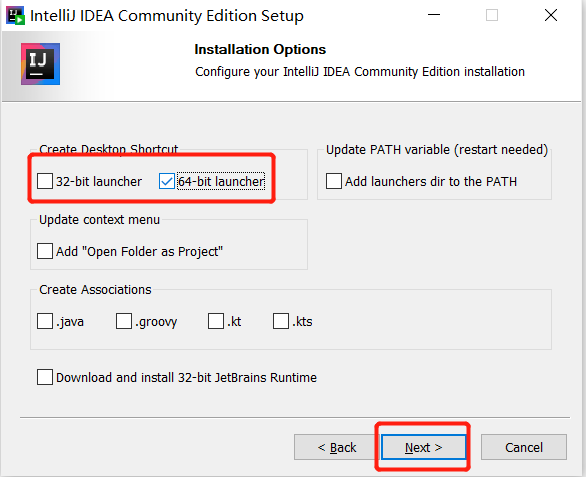 IntelliJ IDEA Community Edition Setup
IJ
Installation Options
Configure your IntelliJ IDEA Community Edition installation
Create Desktop Shortcut
32-bit launcher
64-bit launcher
Update PATH variable (restart needed)
Add launchers dir to the PATH
Update context menu
Add "Open Folder as Project"
Create Associations
.java
.groovy
.kt
.kts
Download and install 32-bit JetBrains Runtime
< Back
Next >
Cancel